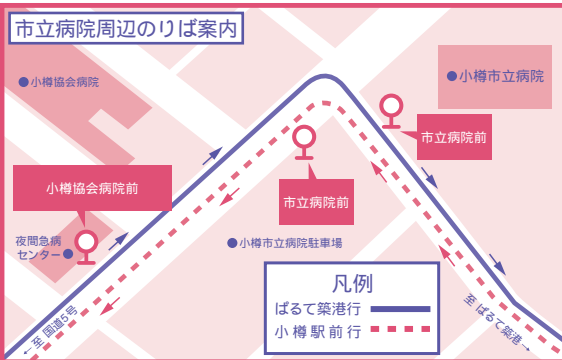 市立病院周辺のりば案内
●小樽協会病院
●小樽市立病院
市立病院前
小樽協会病院前
市立病院前
夜間急病
センター●
●小樽市立病院駐車場
凡例
ぱるて築港行
小樽駅前行
←至 国道5号
至 ぱるて築港→